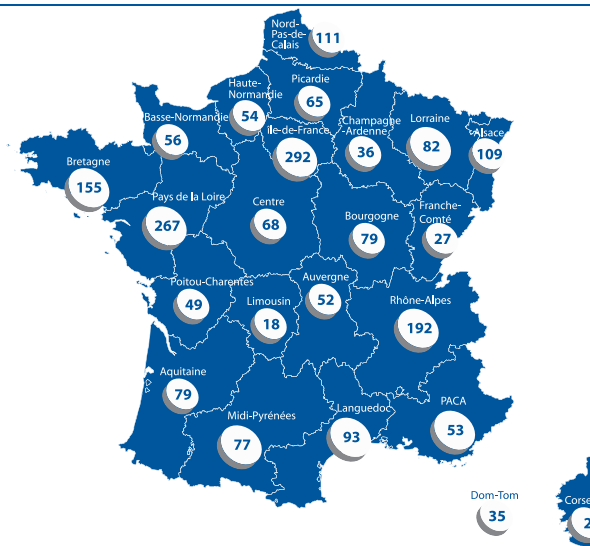 Nord-
Pas-de-
Calais
111
Picardie
65
Haute-
Normandie
54
Basse-Normandie
56
île-de-France
292
Champagne
-Ardenne
36
Lorraine
82
Alsace
109
Bretagne
155
Pays de la Loire
267
Centre
68
Bourgogne
79
Franche-
Comté
27
Poitou-Charentes
49
Limousin
18
Auvergne
52
Rhône-Alpes
192
Aquitaine
79
Midi-Pyrénées
77
Languedoc
93
PACA
53
Dom-Tom
35
Corse
2